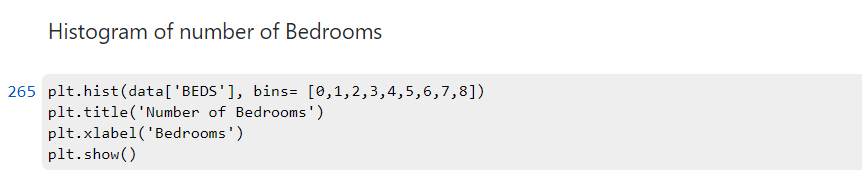 Histogram of number of Bedrooms
265 plt.hist(data['BEDS'], bins= [0,1,2,3,4,5,6,7,8])
plt.title('Number of Bedrooms')
plt.xlabel('Bedrooms')
plt.show()